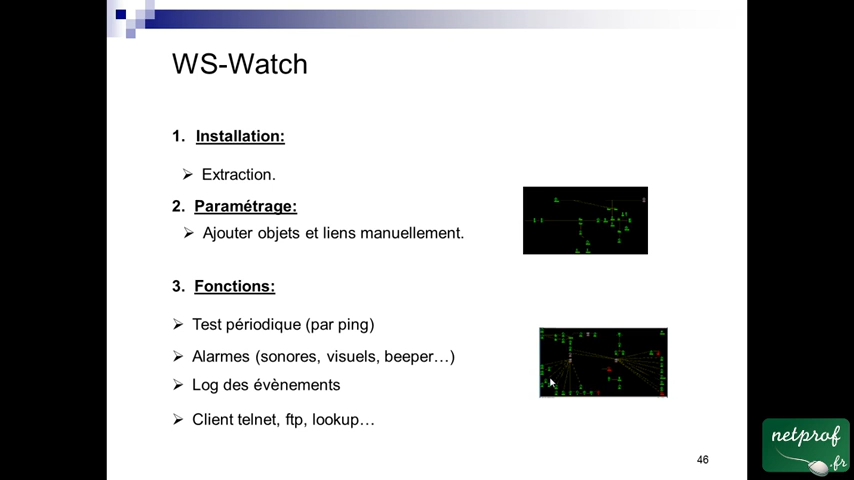 WS-Watch
1. Installation:
➢ Extraction.
2. Paramétrage:
➢ Ajouter objets et liens manuellement.
3. Fonctions:
➢ Test périodique (par ping)
➢ Alarmes (sonores, visuels, beeper…)
➢ Log des évènements
➢ Client telnet, ftp, lookup…
46
netprof
.fr